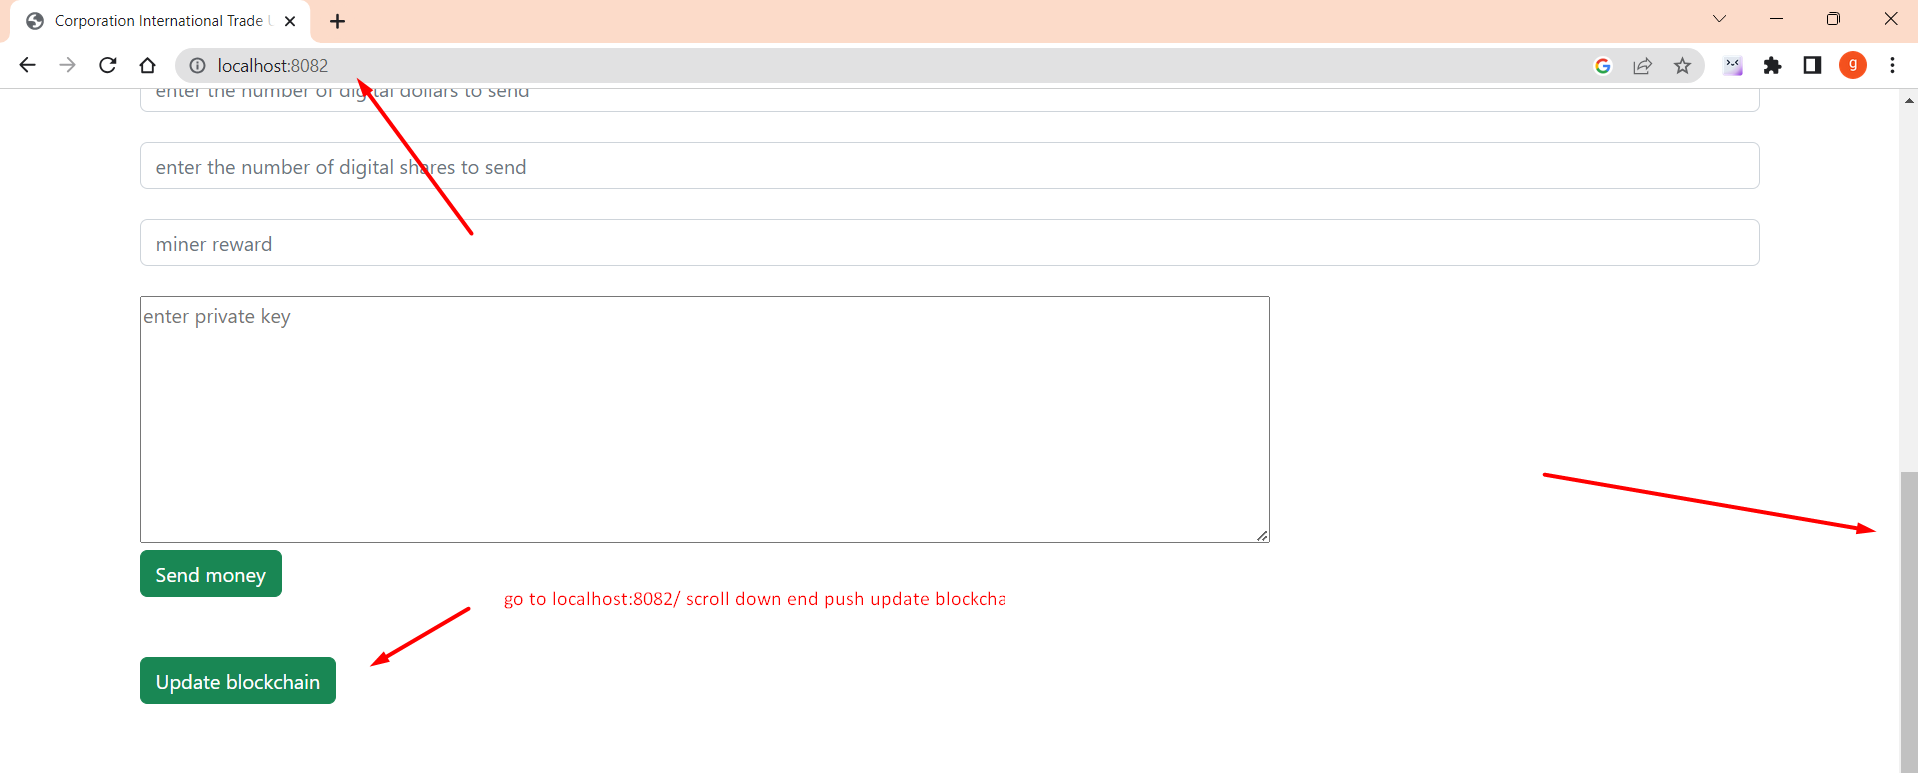 Corporation International Trade
localhost:8082
g
enter the number of digital dollars to send
enter the number of digital shares to send
miner reward
enter private key
Send money
go to localhost:8082/ scroll down end push update blockcha
Update blockchain